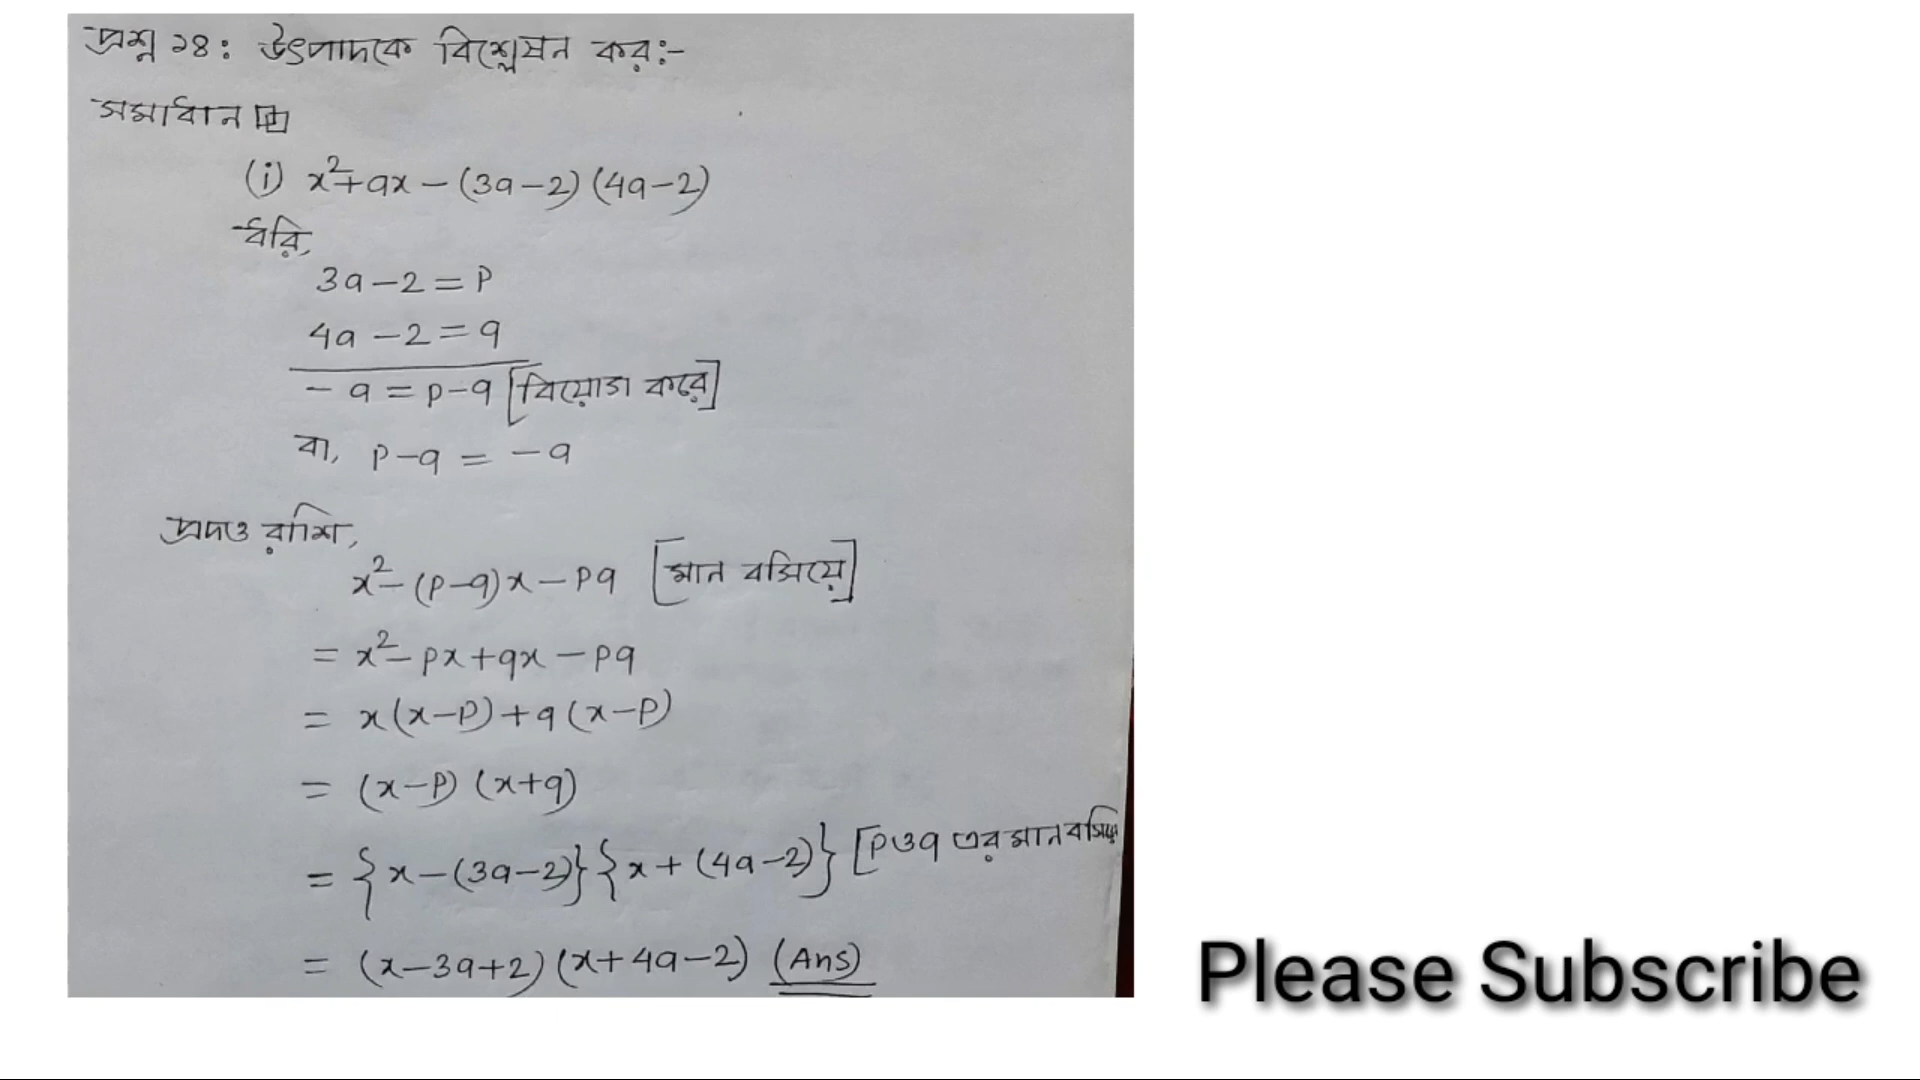 প্রশ্ন ১৪: উৎপাদকে বিশ্লেষন কর:-
সমাধান
(i) x²+ax-(3a-2)(4a-2)
ধরি,
3a-2=p
4a-2=q
-a=p-q [বিয়োগ করে]
বা, p-q = -a
প্রদত্ত রাশি,
x²-(p-q)x-pq [মান বসিয়ে]
= x²-px+qx-pq
= x(x-p)+q(x-p)
= (x-p)(x+q)
= {x-(3a-2)}{x+(4a-2)} [p ও q এর মান বসিয়ে
= (x-3a+2)(x+4a-2) (Ans)
Please Subscribe